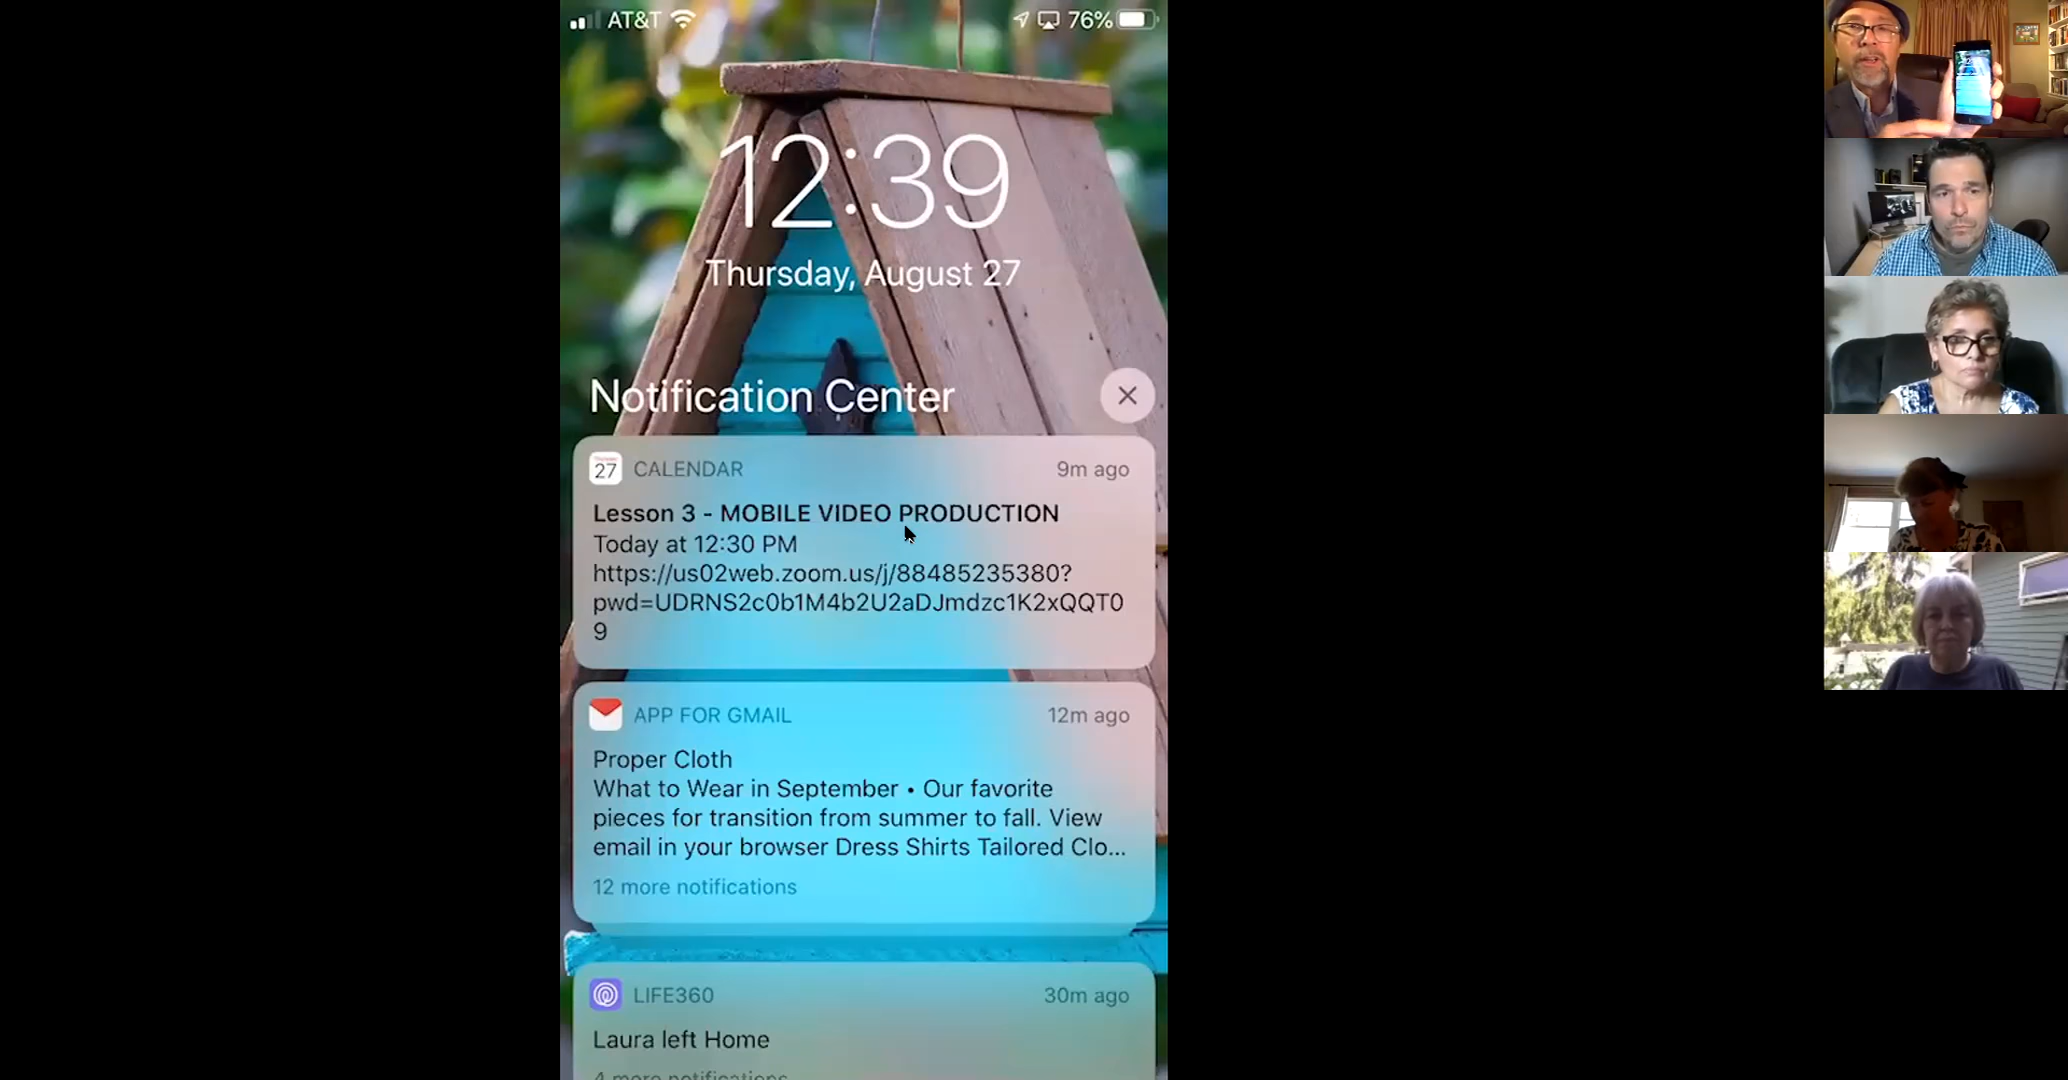 AT&T
76%
12:39
Thursday, August 27
Notification Center
27 CALENDAR 9m ago
Lesson 3 - MOBILE VIDEO PRODUCTION
Today at 12:30 PM
https://us02web.zoom.us/j/88485235380?
pwd=UDRNS2c0b1M4b2U2aDJmdzc1K2xQQT0
9
APP FOR GMAIL 12m ago
Proper Cloth
What to Wear in September • Our favorite
pieces for transition from summer to fall. View
email in your browser Dress Shirts Tailored Clo...
12 more notifications
LIFE360 30m ago
Laura left Home
4 more notifications